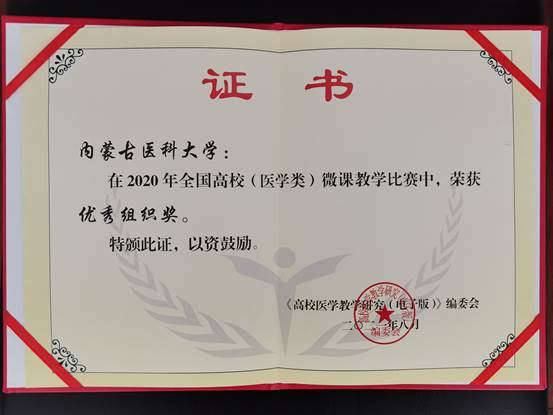 证书
内蒙古医科大学：
在2020年全国高校（医学类）微课教学比赛中，荣获
优秀组织奖。
特颁此证，以资鼓励。
《高校医学教学研究（电子版）》编委会
年八月
编委会